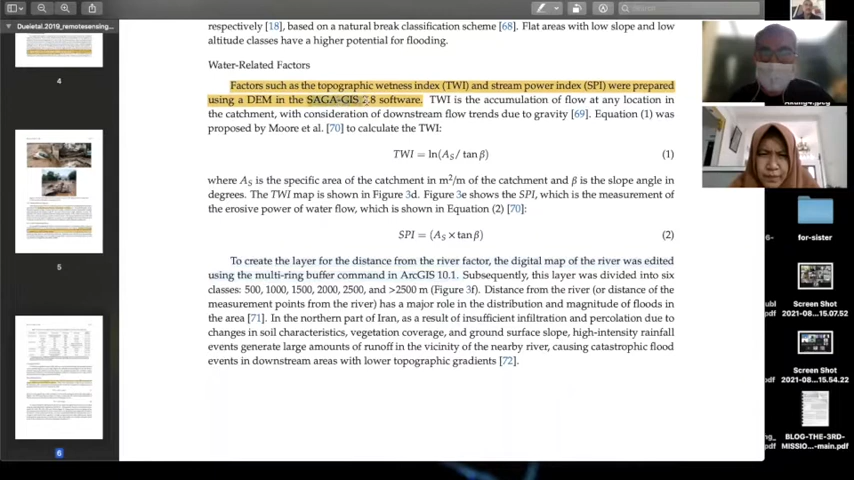 Search
Dueietal.2019_remotesensing...
4
5
6
respectively [18], based on a natural break classification scheme [68]. Flat areas with low slope and low
altitude classes have a higher potential for flooding.
Water-Related Factors
Factors such as the topographic wetness index (TWI) and stream power index (SPI) were prepared
using a DEM in the SAGA-GIS 2.8 software. TWI is the accumulation of flow at any location in
the catchment, with consideration of downstream flow trends due to gravity [69]. Equation (1) was
proposed by Moore et al. [70] to calculate the TWI:
TWI = ln(A_S / tan β) (1)
where A_S is the specific area of the catchment in m²/m of the catchment and β is the slope angle in
degrees. The TWI map is shown in Figure 3d. Figure 3e shows the SPI, which is the measurement of
the erosive power of water flow, which is shown in Equation (2) [70]:
SPI = (A_S × tan β) (2)
To create the layer for the distance from the river factor, the digital map of the river was edited
using the multi-ring buffer command in ArcGIS 10.1. Subsequently, this layer was divided into six
classes: 500, 1000, 1500, 2000, 2500, and >2500 m (Figure 3f). Distance from the river (or distance of the
measurement points from the river) has a major role in the distribution and magnitude of floods in
the area [71]. In the northern part of Iran, as a result of insufficient infiltration and percolation due to
changes in soil characteristics, vegetation coverage, and ground surface slope, high-intensity rainfall
events generate large amounts of runoff in the vicinity of the nearby river, causing catastrophic flood
events in downstream areas with lower topographic gradients [72].
for-sister
Screen Shot
2021-08...15.07.52
Screen Shot
2021-08...15.54.22
BLOG-THE-3RD-
MISSIO...-main.pdf